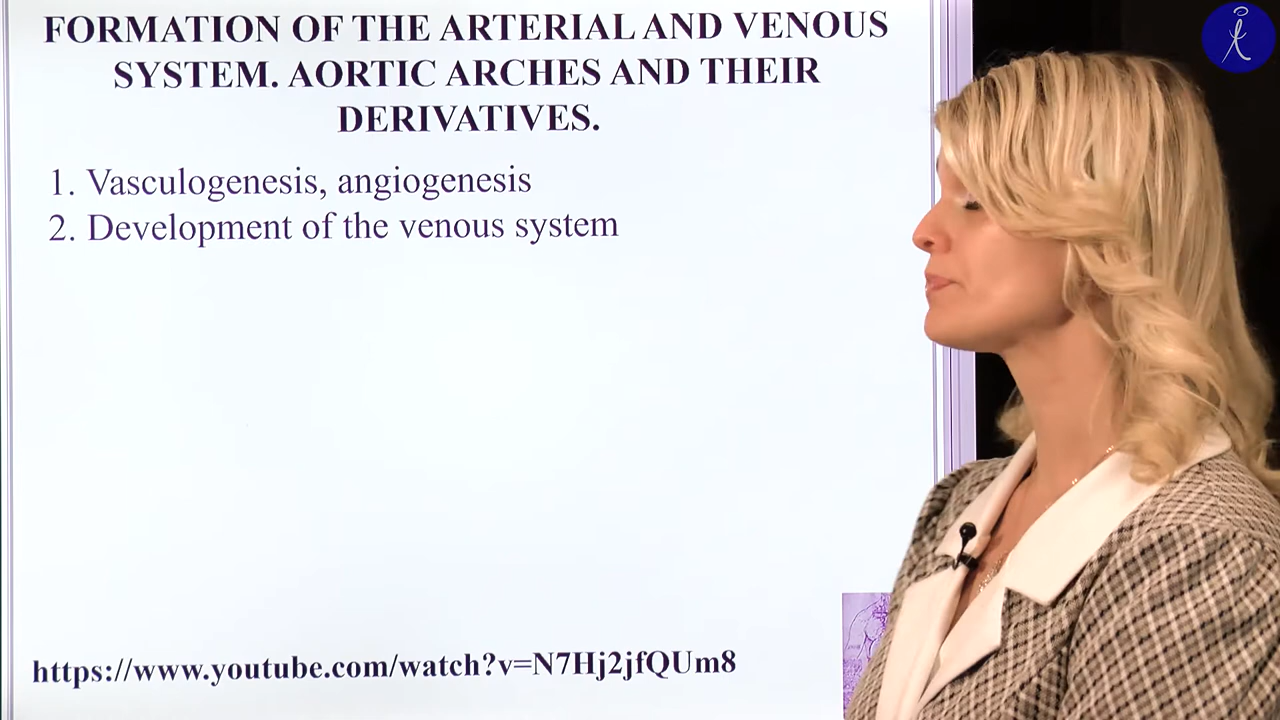 FORMATION OF THE ARTERIAL AND VENOUS
SYSTEM. AORTIC ARCHES AND THEIR
DERIVATIVES.
1. Vasculogenesis, angiogenesis
2. Development of the venous system
https://www.youtube.com/watch?v=N7Hj2jfQUm8